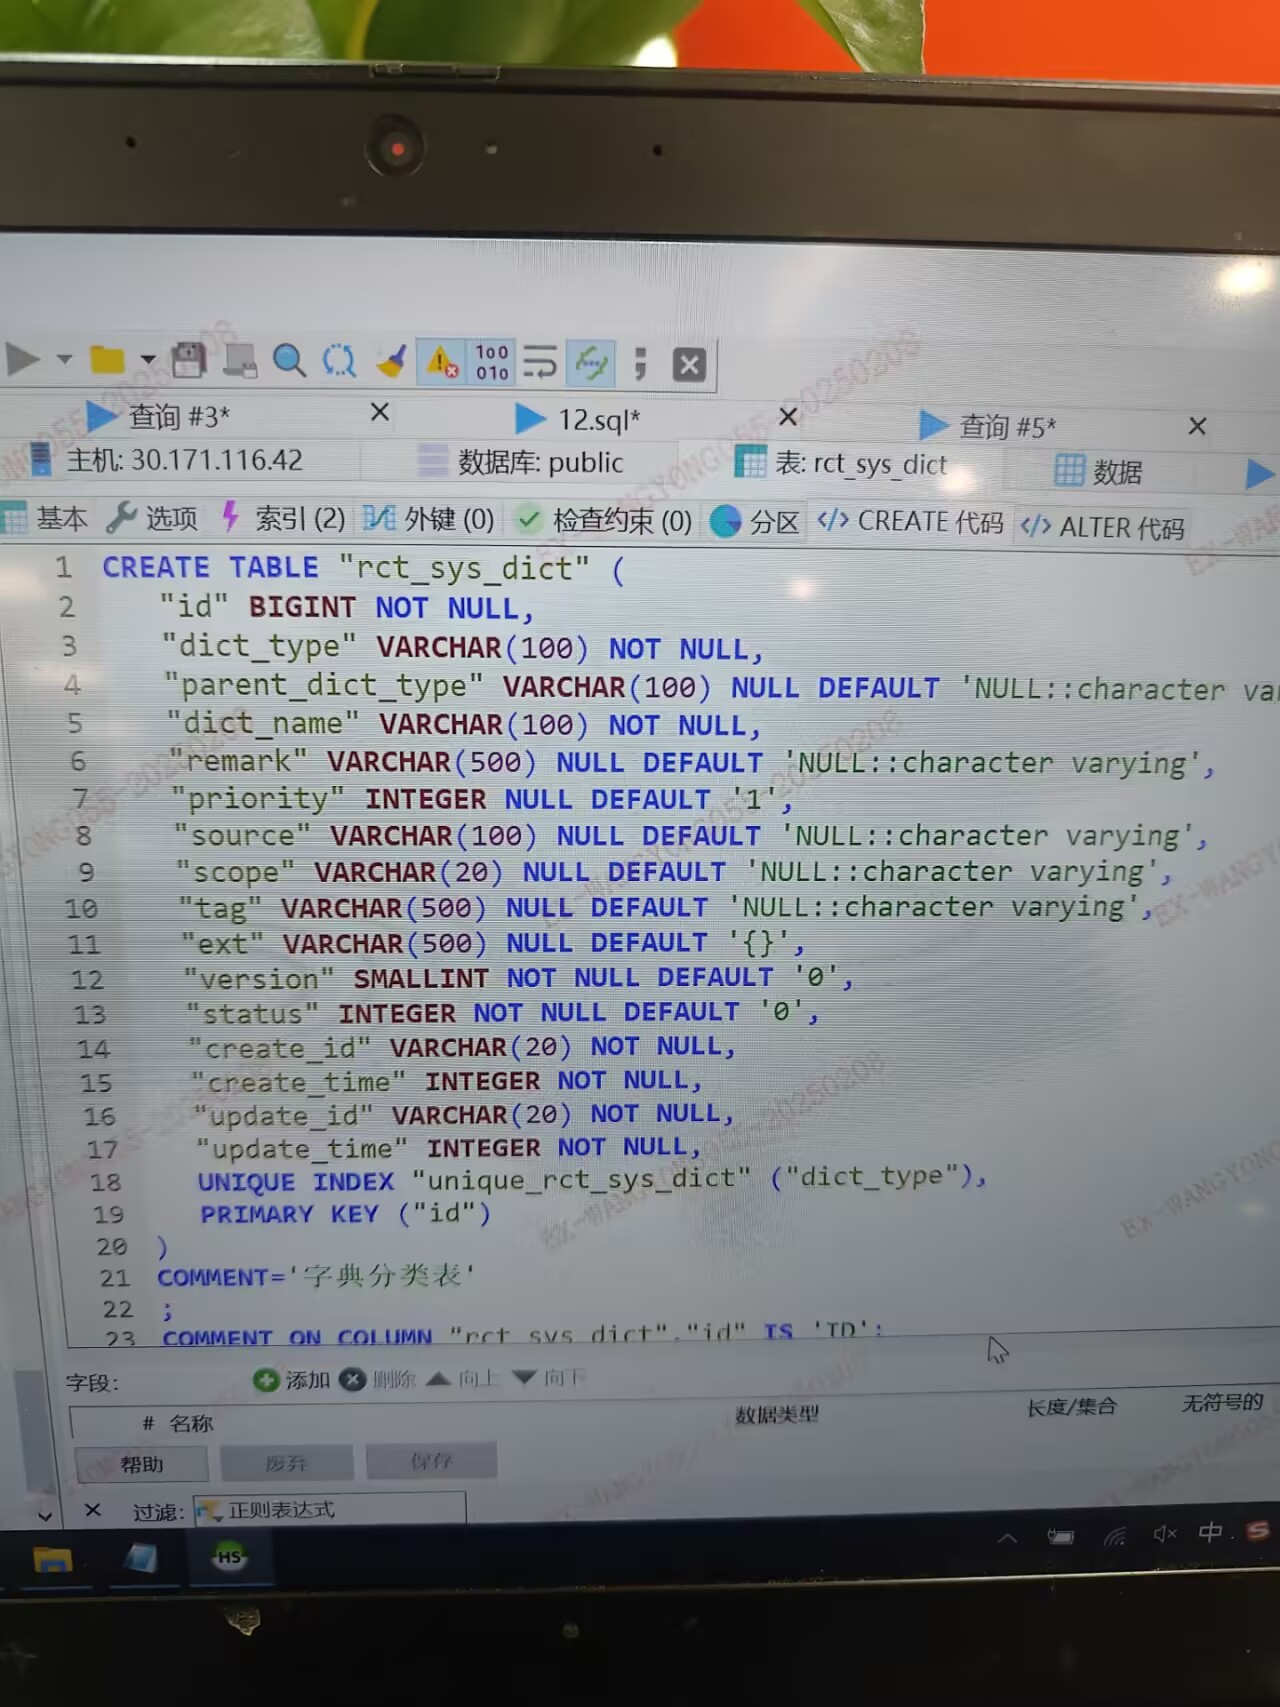 100
010
查询 #3*
12.sql*
查询 #5*
主机: 30.171.116.42
数据库: public
表: rct_sys_dict
数据
基本
选项
索引 (2)
外键 (0)
检查约束 (0)
分区
</> CREATE 代码
</> ALTER 代码
1 CREATE TABLE "rct_sys_dict" (
2 "id" BIGINT NOT NULL,
3 "dict_type" VARCHAR(100) NOT NULL,
4 "parent_dict_type" VARCHAR(100) NULL DEFAULT 'NULL::character va
5 "dict_name" VARCHAR(100) NOT NULL,
6 "remark" VARCHAR(500) NULL DEFAULT 'NULL::character varying',
7 "priority" INTEGER NULL DEFAULT '1',
8 "source" VARCHAR(100) NULL DEFAULT 'NULL::character varying',
9 "scope" VARCHAR(20) NULL DEFAULT 'NULL::character varying',
10 "tag" VARCHAR(500) NULL DEFAULT 'NULL::character varying',
11 "ext" VARCHAR(500) NULL DEFAULT '{}',
12 "version" SMALLINT NOT NULL DEFAULT '0',
13 "status" INTEGER NOT NULL DEFAULT '0',
14 "create_id" VARCHAR(20) NOT NULL,
15 "create_time" INTEGER NOT NULL,
16 "update_id" VARCHAR(20) NOT NULL,
17 "update_time" INTEGER NOT NULL,
18 UNIQUE INDEX "unique_rct_sys_dict" ("dict_type"),
19 PRIMARY KEY ("id")
20 )
21 COMMENT='字典分类表'
22 ;
23 COMMENT ON COLUMN "rct_sys_dict"."id" IS 'ID';
字段:
添加
删除
向上
向下
# 名称
数据类型
长度/集合
无符号的
帮助
废弃
保存
过滤:
正则表达式
HS
中
S
EX-WANGYONG055-20250208